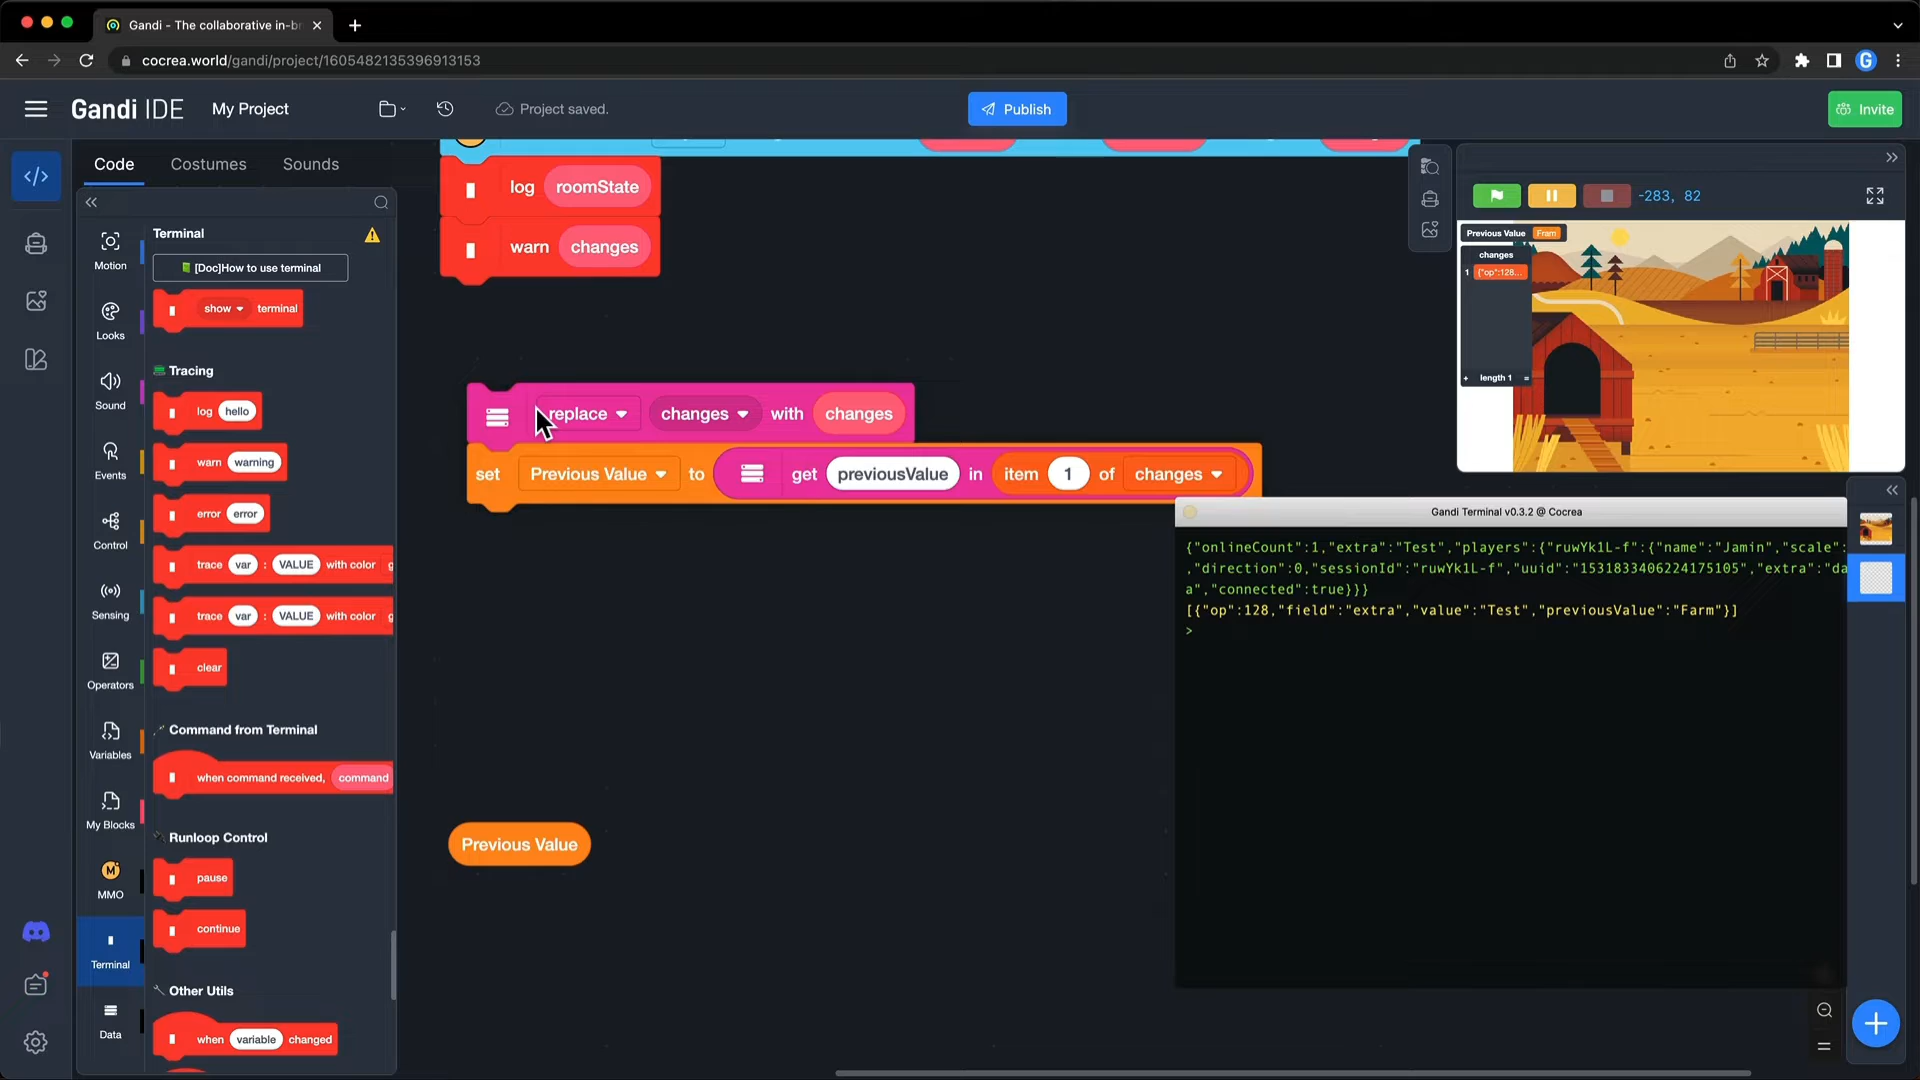 Gandi - The collaborative in-br
cocrea.world/gandi/project/1605482135396913153
G
Gandi IDE
My Project
Project saved.
Publish
Invite
Code
Costumes
Sounds
Motion
Looks
Sound
Events
Control
Sensing
Operators
Variables
My Blocks
M
MMO
Terminal
Data
Terminal
[Doc]How to use terminal
show terminal
Tracing
log hello
warn warning
error error
trace var : VALUE with color g
trace var : VALUE with color g
clear
Command from Terminal
when command received, command
Runloop Control
pause
continue
Other Utils
when variable changed
log roomState
warn changes
replace changes with changes
set Previous Value to get previousValue in item 1 of changes
Previous Value
-283, 82
Previous Value Fram
changes
1 {"op":128...
+ length 1 =
Gandi Terminal v0.3.2 @ Cocrea
{"onlineCount":1,"extra":"Test","players":{"ruwYk1L-f":{"name":"Jamin","scale":
,"direction":0,"sessionId":"ruwYk1L-f","uuid":"1531833406224175105","extra":"da
a","connected":true}}}
[{"op":128,"field":"extra","value":"Test","previousValue":"Farm"}]
>